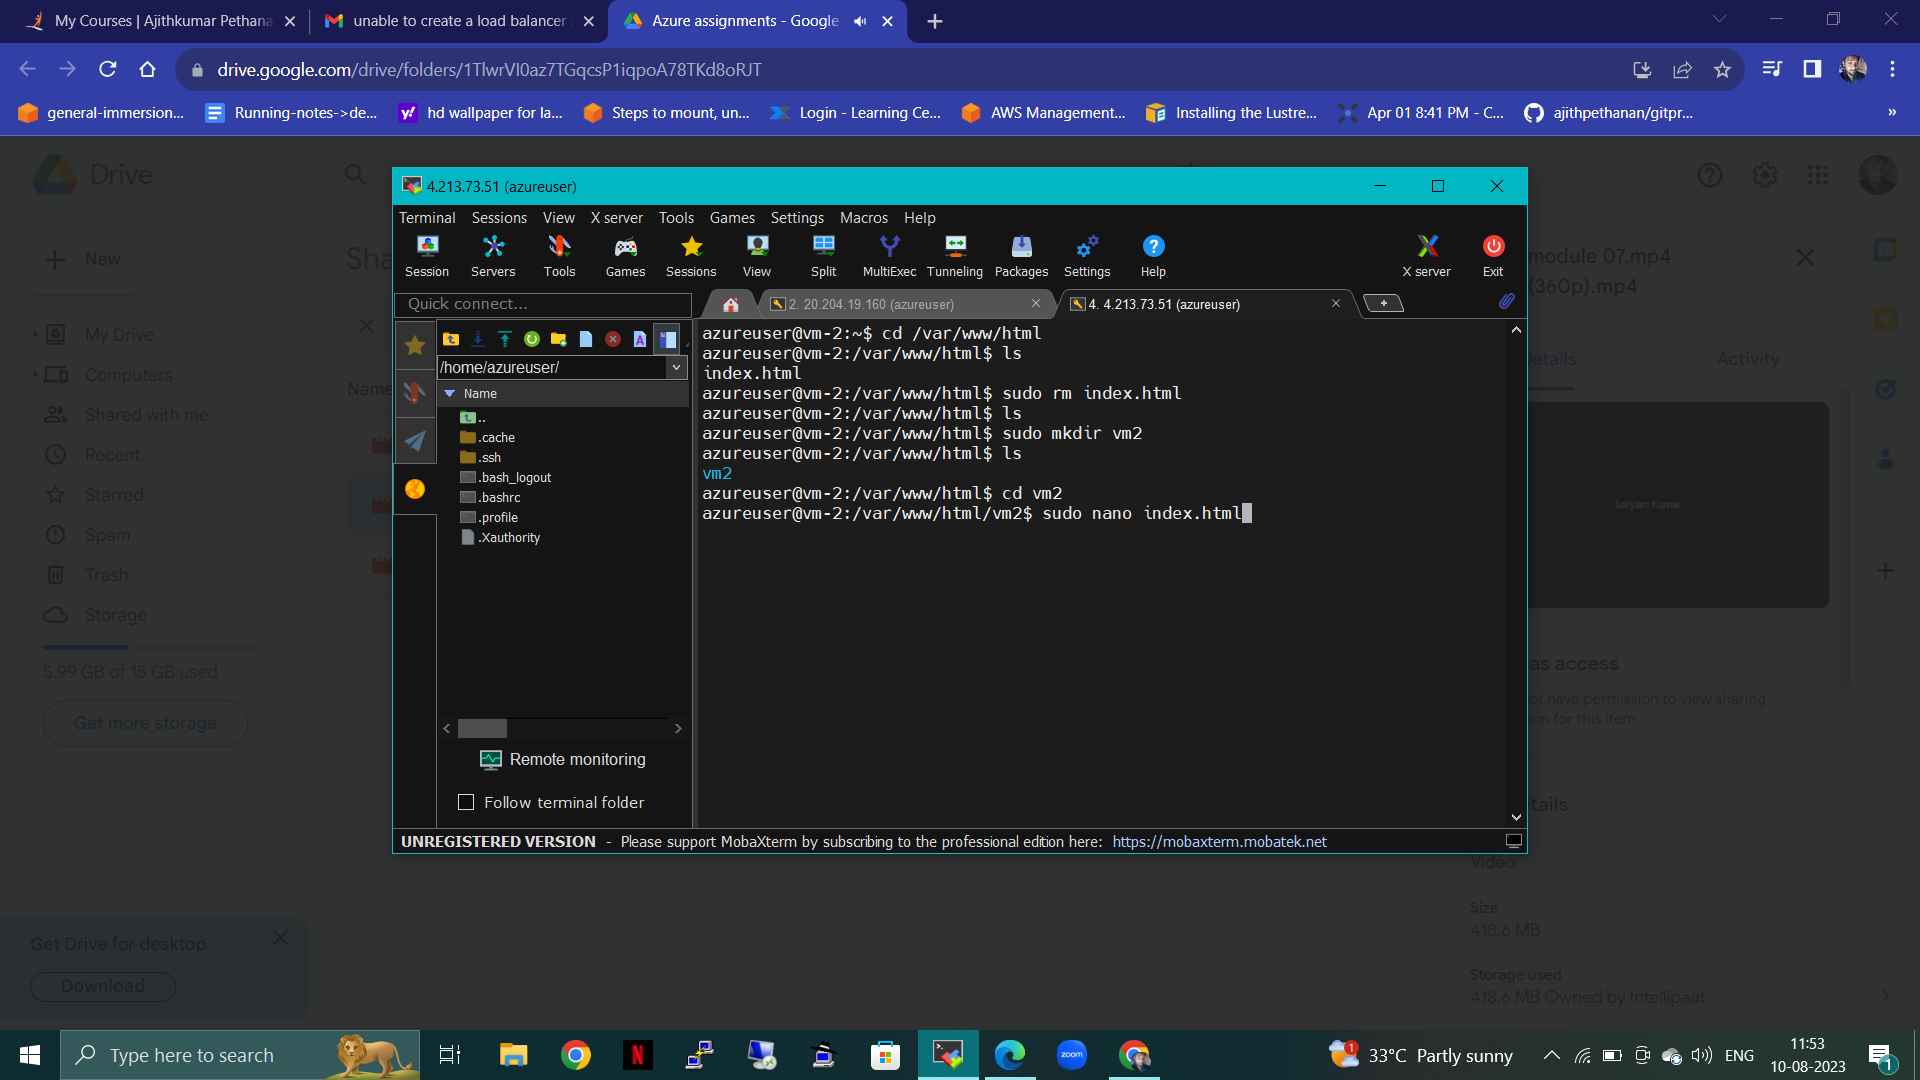 My Courses | Ajithkumar Pethana
unable to create a load balancer
Azure assignments - Google
drive.google.com/drive/folders/1TlwrVI0az7TGqcsP1iqpoA78TKd8oRJT
general-immersion...
Running-notes->de...
hd wallpaper for la...
Steps to mount, un...
Login - Learning Ce...
AWS Management...
Installing the Lustre...
Apr 01 8:41 PM - C...
ajithpethanan/gitpr...
»
Drive
New
Sha
My Drive
Computers
Shared with me
Recent
Starred
Spam
Trash
Storage
5.99 GB of 15 GB used
Get more storage
Name
Get Drive for desktop
Download
4.213.73.51 (azureuser)
Terminal Sessions View X server Tools Games Settings Macros Help
Session Servers Tools Games Sessions View Split MultiExec Tunneling Packages Settings Help X server Exit
Quick connect...
2. 20.204.19.160 (azureuser)
4. 4.213.73.51 (azureuser)
/home/azureuser/
Name
..
.cache
.ssh
.bash_logout
.bashrc
.profile
.Xauthority
Remote monitoring
Follow terminal folder
azureuser@vm-2:~$ cd /var/www/html
azureuser@vm-2:/var/www/html$ ls
index.html
azureuser@vm-2:/var/www/html$ sudo rm index.html
azureuser@vm-2:/var/www/html$ ls
azureuser@vm-2:/var/www/html$ sudo mkdir vm2
azureuser@vm-2:/var/www/html$ ls
vm2
azureuser@vm-2:/var/www/html$ cd vm2
azureuser@vm-2:/var/www/html/vm2$ sudo nano index.html
UNREGISTERED VERSION - Please support MobaXterm by subscribing to the professional edition here: https://mobaxterm.mobatek.net
module 07.mp4
(360p).mp4
etails
Activity
Satyam Kumar
as access
ot have permission to view sharing
ion for this item
etails
Video
Size
418.6 MB
Storage used
418.6 MB Owned by Intellipaat
Type here to search
zoom
33°C Partly sunny
ENG
11:53
10-08-2023
1
1